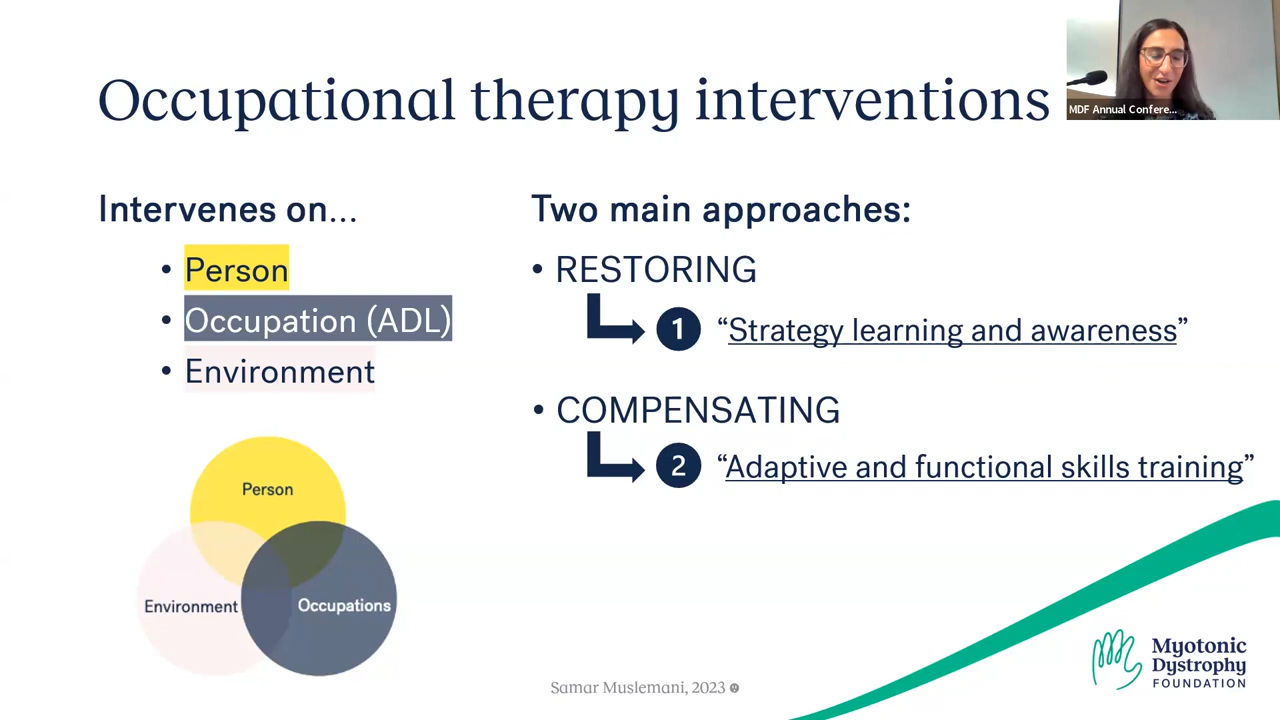 Occupational therapy interventions
MDF Annual Confere...
Intervenes on...
• Person
• Occupation (ADL)
• Environment
Two main approaches:
• RESTORING
1 “Strategy learning and awareness”
• COMPENSATING
2 “Adaptive and functional skills training”
Person
Environment
Occupations
Samar Muslemani, 2023
Myotonic
Dystrophy
FOUNDATION